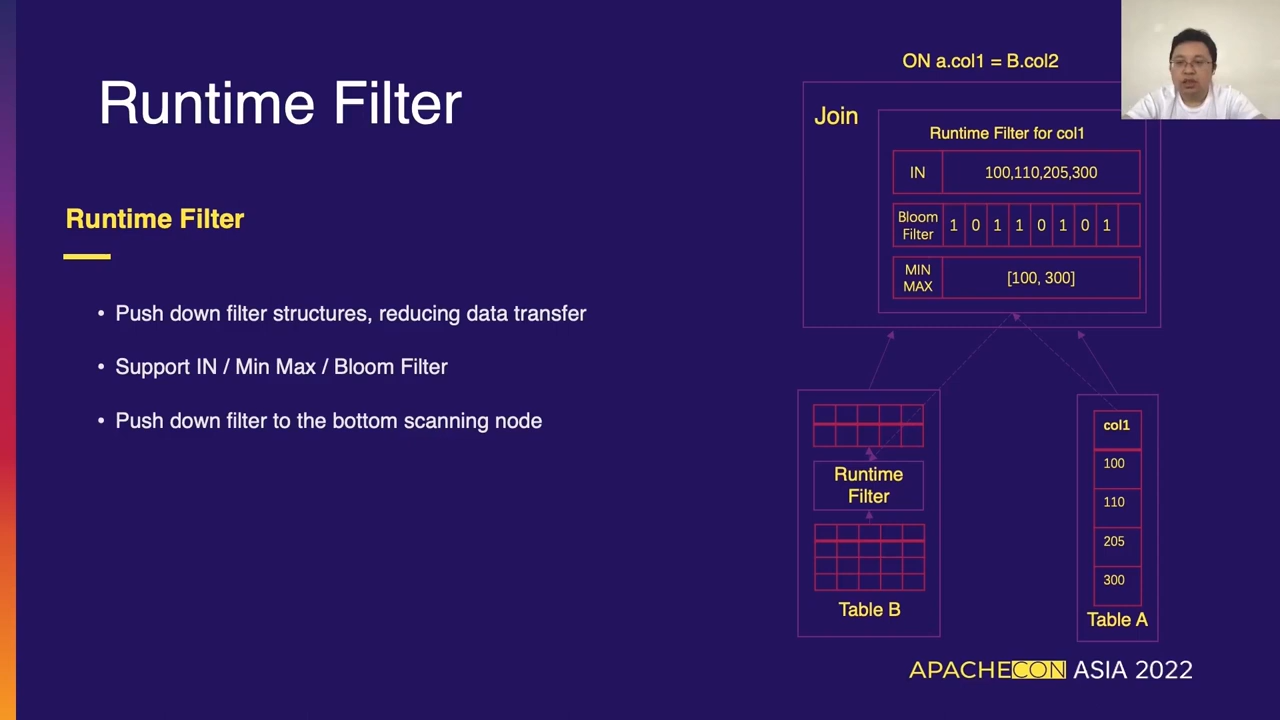 Runtime Filter
Runtime Filter
• Push down filter structures, reducing data transfer
• Support IN / Min Max / Bloom Filter
• Push down filter to the bottom scanning node
ON a.col1 = B.col2
Join
Runtime Filter for col1
IN 100,110,205,300
Bloom Filter 1 0 1 1 0 1 0 1
MIN MAX [100, 300]
Runtime
Filter
Table B
col1
100
110
205
300
Table A
APACHECON ASIA 2022